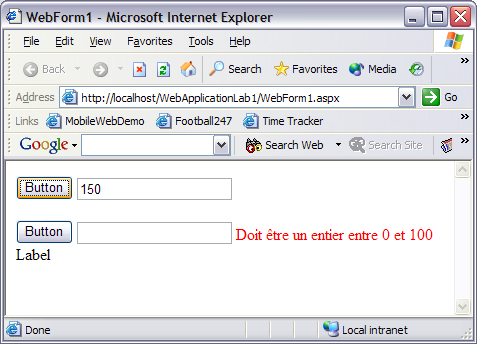 WebForm1 - Microsoft Internet Explorer
File Edit View Favorites Tools Help
Back Search Favorites Media
Address http://localhost/WebApplicationLab1/WebForm1.aspx Go
Links MobileWebDemo Football247 Time Tracker
Google Search Web Search Site
Button 150
Button Doit être un entier entre 0 et 100
Label
Done Local intranet